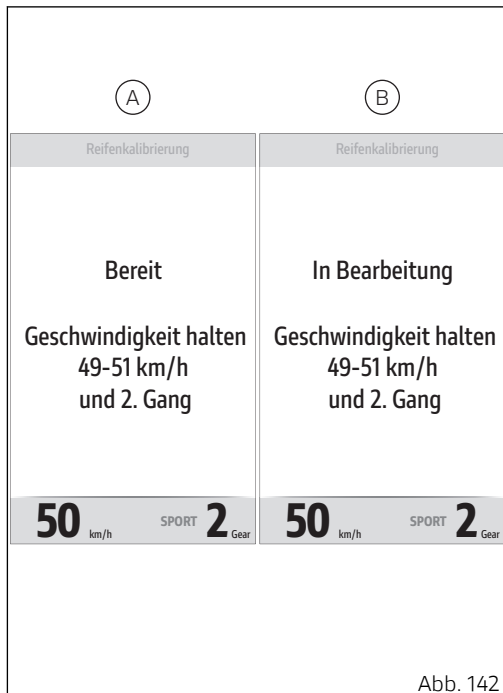 A
B
Reifenkalibrierung
Bereit
Geschwindigkeit halten
49-51 km/h
und 2. Gang
50 km/h SPORT 2 Gear
Reifenkalibrierung
In Bearbeitung
Geschwindigkeit halten
49-51 km/h
und 2. Gang
50 km/h SPORT 2 Gear
Abb. 142